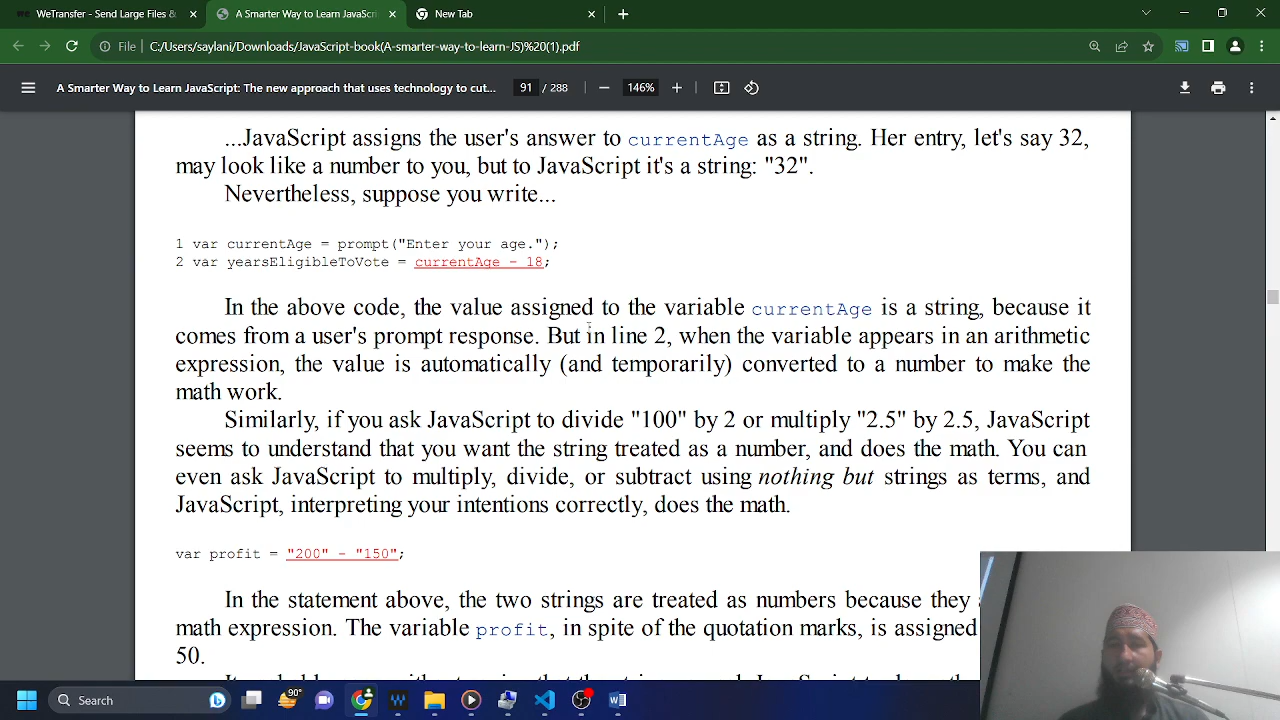 WeTransfer - Send Large Files &
A Smarter Way to Learn JavaScri
New Tab
File
C:/Users/saylani/Downloads/JavaScript-book(A-smarter-way-to-learn-JS)%20(1).pdf
A Smarter Way to Learn JavaScript: The new approach that uses technology to cut...
91 / 288
146%
...JavaScript assigns the user's answer to currentAge as a string. Her entry, let's say 32,
may look like a number to you, but to JavaScript it's a string: "32".
Nevertheless, suppose you write...
1 var currentAge = prompt("Enter your age.");
2 var yearsEligibleToVote = currentAge - 18;
In the above code, the value assigned to the variable currentAge is a string, because it
comes from a user's prompt response. But in line 2, when the variable appears in an arithmetic
expression, the value is automatically (and temporarily) converted to a number to make the
math work.
Similarly, if you ask JavaScript to divide "100" by 2 or multiply "2.5" by 2.5, JavaScript
seems to understand that you want the string treated as a number, and does the math. You can
even ask JavaScript to multiply, divide, or subtract using nothing but strings as terms, and
JavaScript, interpreting your intentions correctly, does the math.
var profit = "200" - "150";
In the statement above, the two strings are treated as numbers because they
math expression. The variable profit, in spite of the quotation marks, is assigned
50.
Search
90°